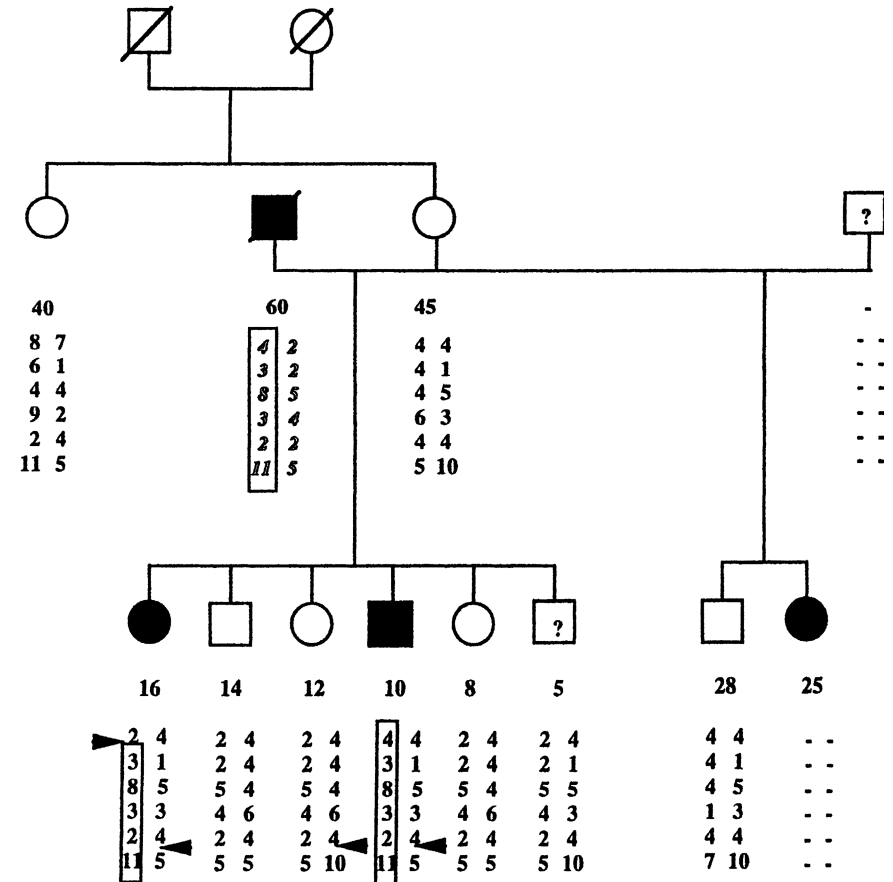 ?
40 60 45 -
8 7 4 2 4 4 - -
6 1 3 2 4 1 - -
4 4 8 5 4 5 - -
9 2 3 4 6 3 - -
2 4 2 2 4 4 - -
11 5 11 5 5 10 - -
?
16 14 12 10 8 5 28 25
2 4 2 4 2 4 4 4 2 4 2 4 4 4 - -
3 1 2 4 2 4 3 1 2 4 2 1 4 1 - -
8 5 5 4 5 4 8 5 5 4 5 5 4 5 - -
3 3 4 6 4 6 3 3 4 6 4 3 1 3 - -
2 4 2 4 2 4 2 4 2 4 2 4 4 4 - -
11 5 5 5 5 10 11 5 5 5 5 10 7 10 - -